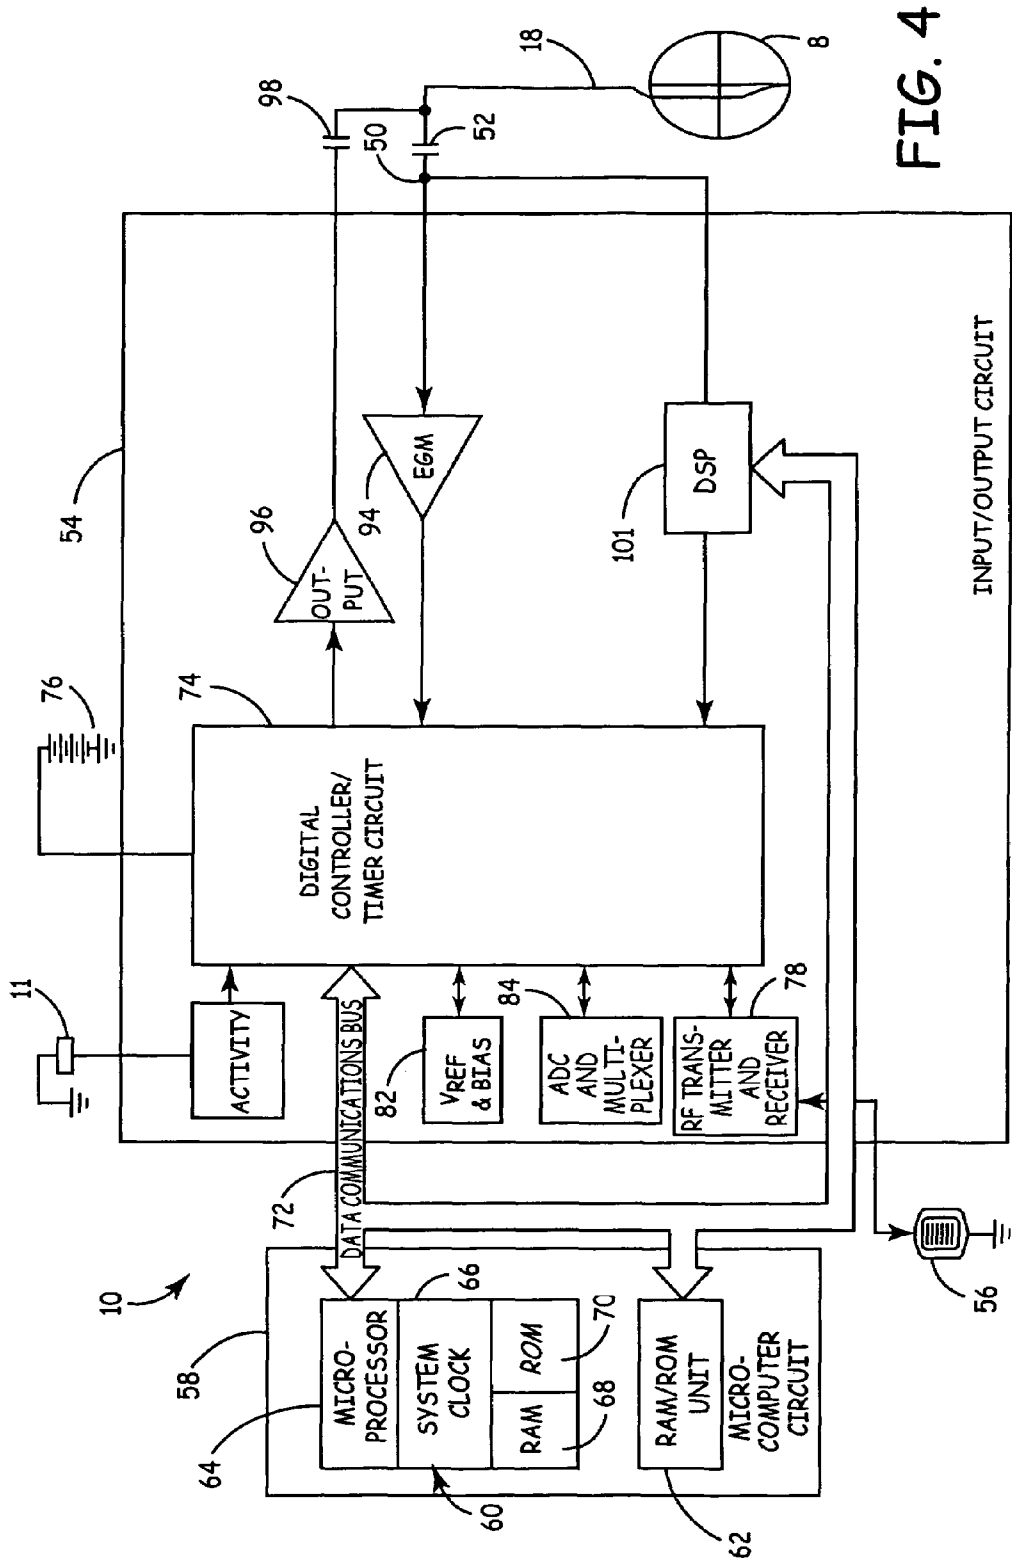 10
58
64
MICRO-
PROCESSOR
66
SYSTEM
CLOCK
60
RAM
ROM
68
70
RAM/ROM
UNIT
62
MICRO-
COMPUTER
CIRCUIT
72
DATA COMMUNICATIONS BUS
56
11
ACTIVITY
82
VREF
& BIAS
84
ADC
AND
MULTI-
PLEXER
78
RF TRANS-
MITTER
AND
RECEIVER
76
74
DIGITAL
CONTROLLER/
TIMER CIRCUIT
54
96
OUT-
PUT
94
EGM
101
DSP
INPUT/OUTPUT CIRCUIT
98
50
52
18
8
FIG. 4